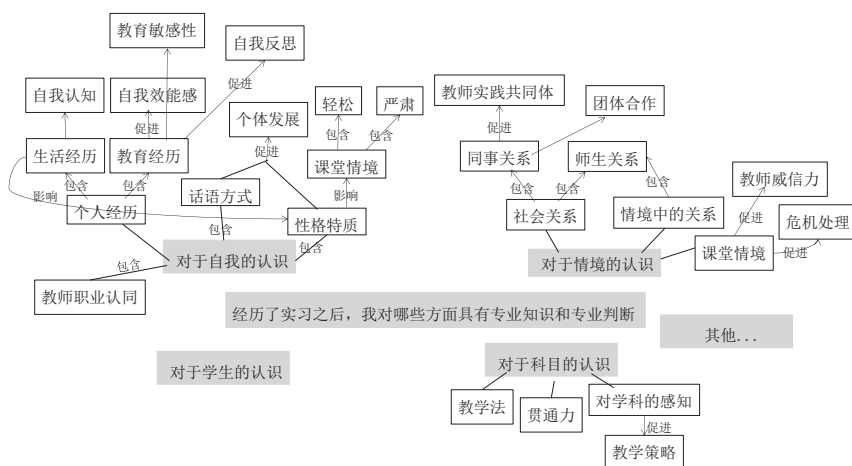 教育敏感性
自我反思
促进
自我认知
自我效能感
轻松
严肃
教师实践共同体
团体合作
促进
个体发展
包含
包含
促进
生活经历
教育经历
促进
课堂情境
同事关系
师生关系
影响
包含
包含
话语方式
影响
包含
包含
包含
教师威信力
个人经历
包含
性格特质
社会关系
情境中的关系
促进
危机处理
对于自我的认识
包含
对于情境的认识
课堂情境
促进
包含
教师职业认同
经历了实习之后，我对哪些方面具有专业知识和专业判断
其他...
对于学生的认识
对于科目的认识
教学法
贯通力
对学科的感知
促进
教学策略